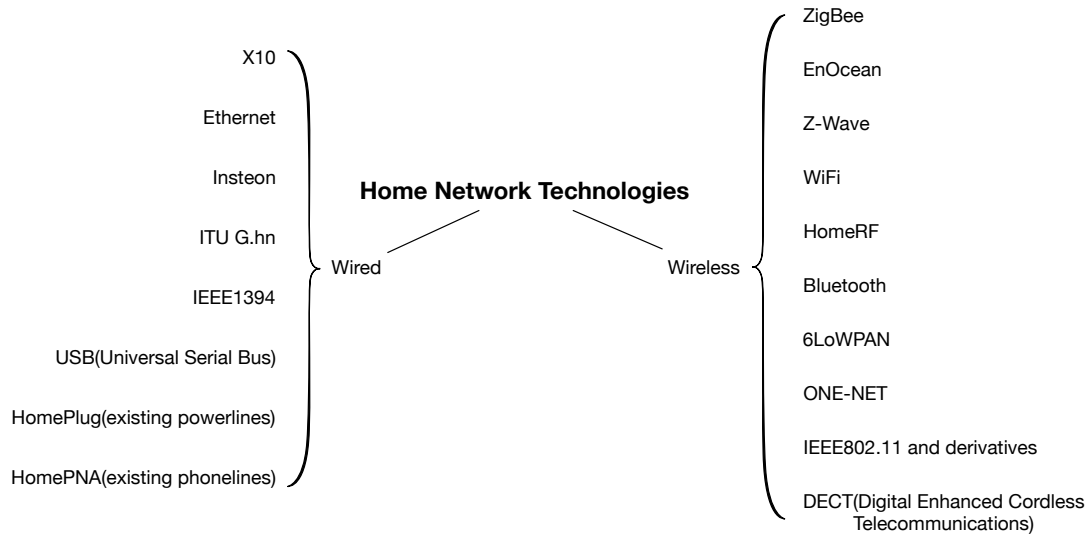 Home Network Technologies
Wired
X10
Ethernet
Insteon
ITU G.hn
IEEE1394
USB(Universal Serial Bus)
HomePlug(existing powerlines)
HomePNA(existing phonelines)
Wireless
ZigBee
EnOcean
Z-Wave
WiFi
HomeRF
Bluetooth
6LoWPAN
ONE-NET
IEEE802.11 and derivatives
DECT(Digital Enhanced Cordless
Telecommunications)